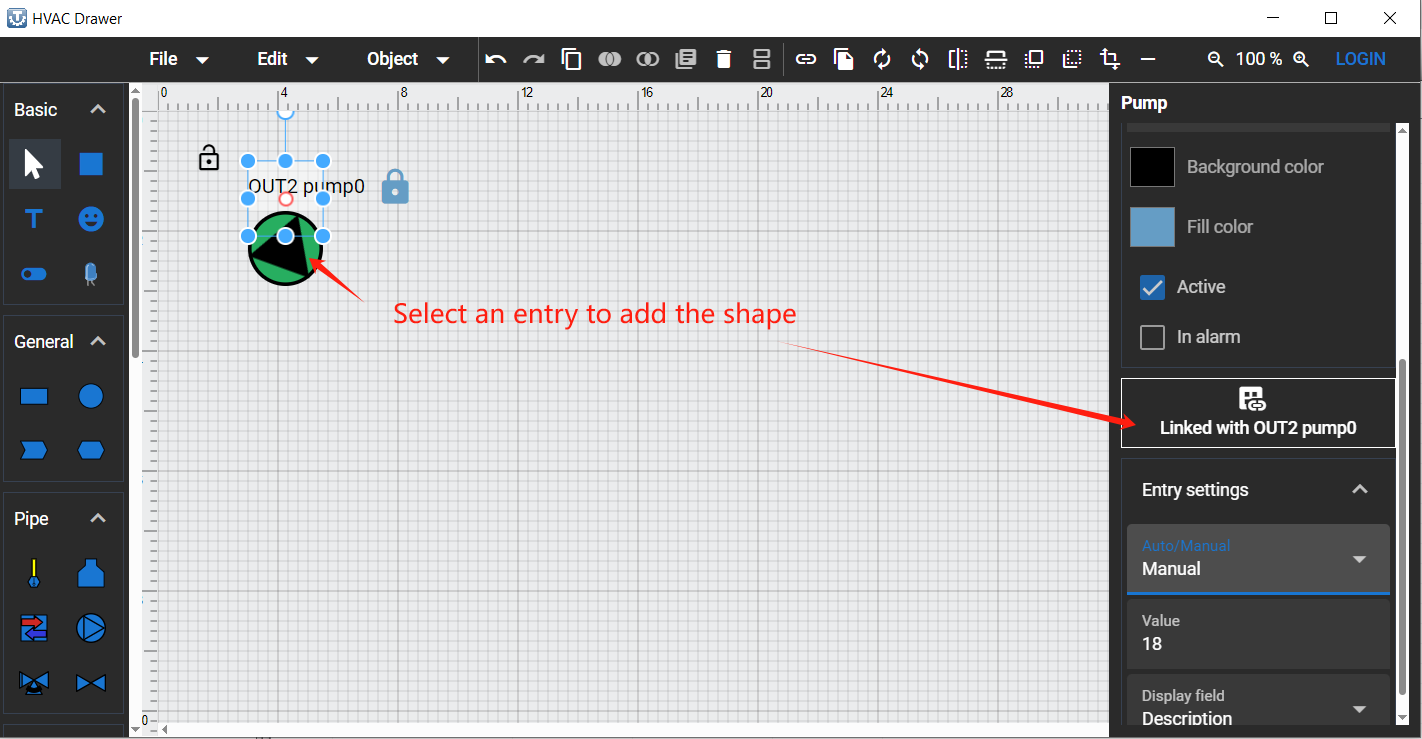 HVAC Drawer
File Edit Object 100 % LOGIN
Basic
0 4 8 12 16 20 24 28
Pump
OUT2 pump0
Background color
Fill color
Active
Select an entry to add the shape
In alarm
General
Linked with OUT2 pump0
Entry settings
Pipe
Auto/Manual
Manual
Value
18
Display field
Description
0